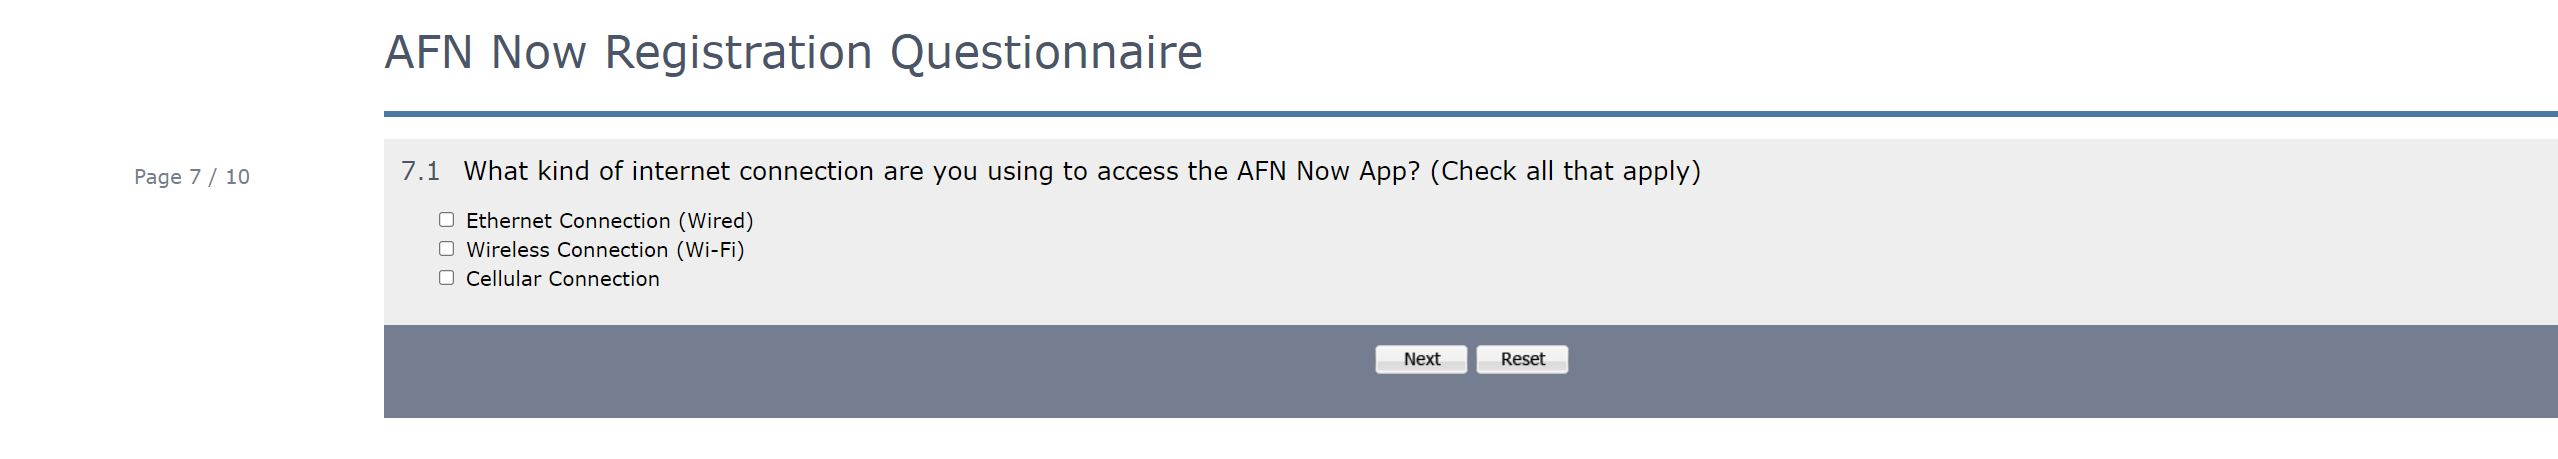 AFN Now Registration Questionnaire
Page 7 / 10
7.1 What kind of internet connection are you using to access the AFN Now App? (Check all that apply)
Ethernet Connection (Wired)
Wireless Connection (Wi-Fi)
Cellular Connection
Next Reset